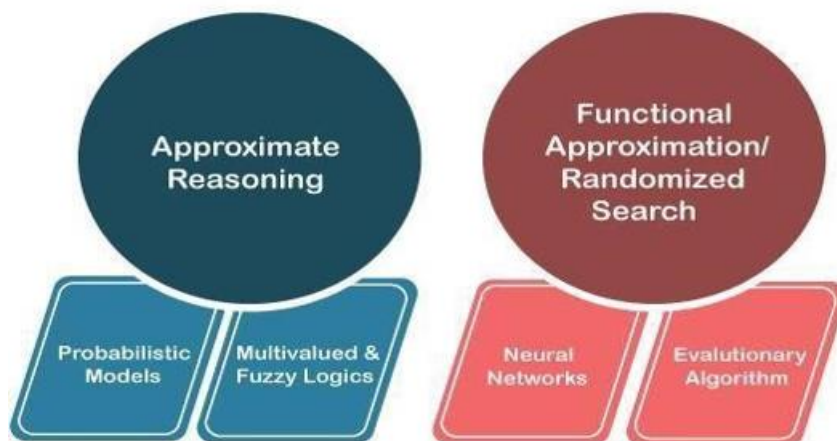 Approximate
Reasoning
Functional
Approximation/
Randomized
Search
Probabilistic
Models
Multivalued &
Fuzzy Logics
Neural
Networks
Evalutionary
Algorithm